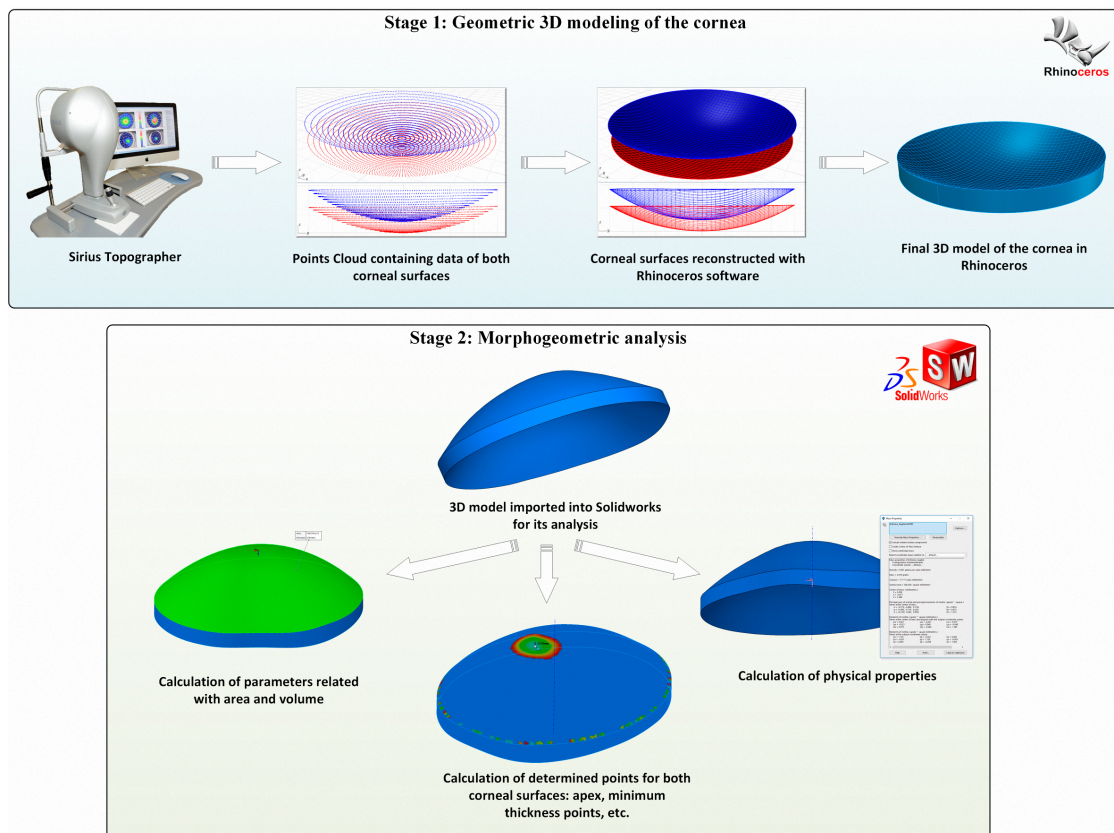 Stage 1: Geometric 3D modeling of the cornea
Rhinoceros
Sirius Topographer
Points Cloud containing data of both
corneal surfaces
Corneal surfaces reconstructed with
Rhinoceros software
Final 3D model of the cornea in
Rhinoceros
Stage 2: Morphogeometric analysis
SW
SolidWorks
3D model imported into Solidworks
for its analysis
Calculation of parameters related
with area and volume
Calculation of determined points for both
corneal surfaces: apex, minimum
thickness points, etc.
Calculation of physical properties